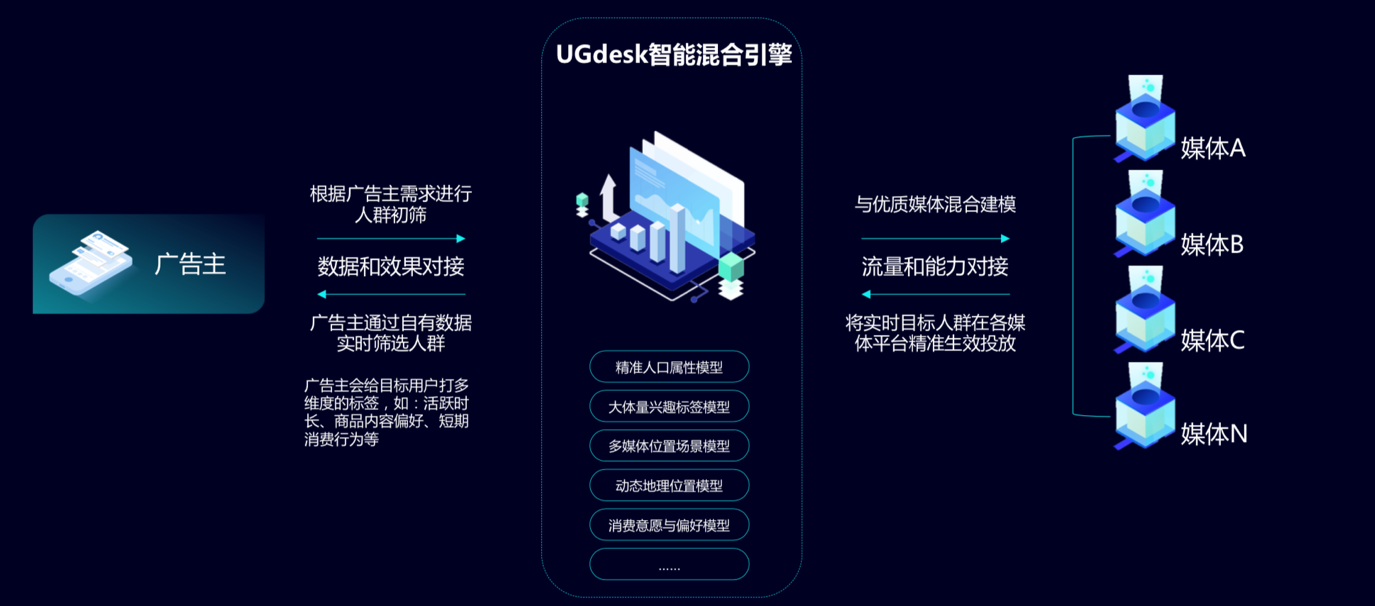 UGdesk智能混合引擎
广告主
根据广告主需求进行
人群初筛
数据和效果对接
广告主通过自有数据
实时筛选人群
广告主会给目标用户打多
维度的标签，如：活跃时
长、商品内容偏好、短期
消费行为等
精准人口属性模型
大体量兴趣标签模型
多媒体位置场景模型
动态地理位置模型
消费意愿与偏好模型
......
与优质媒体混合建模
流量和能力对接
将实时目标人群在各媒
体平台精准生效投放
媒体A
媒体B
媒体C
媒体N